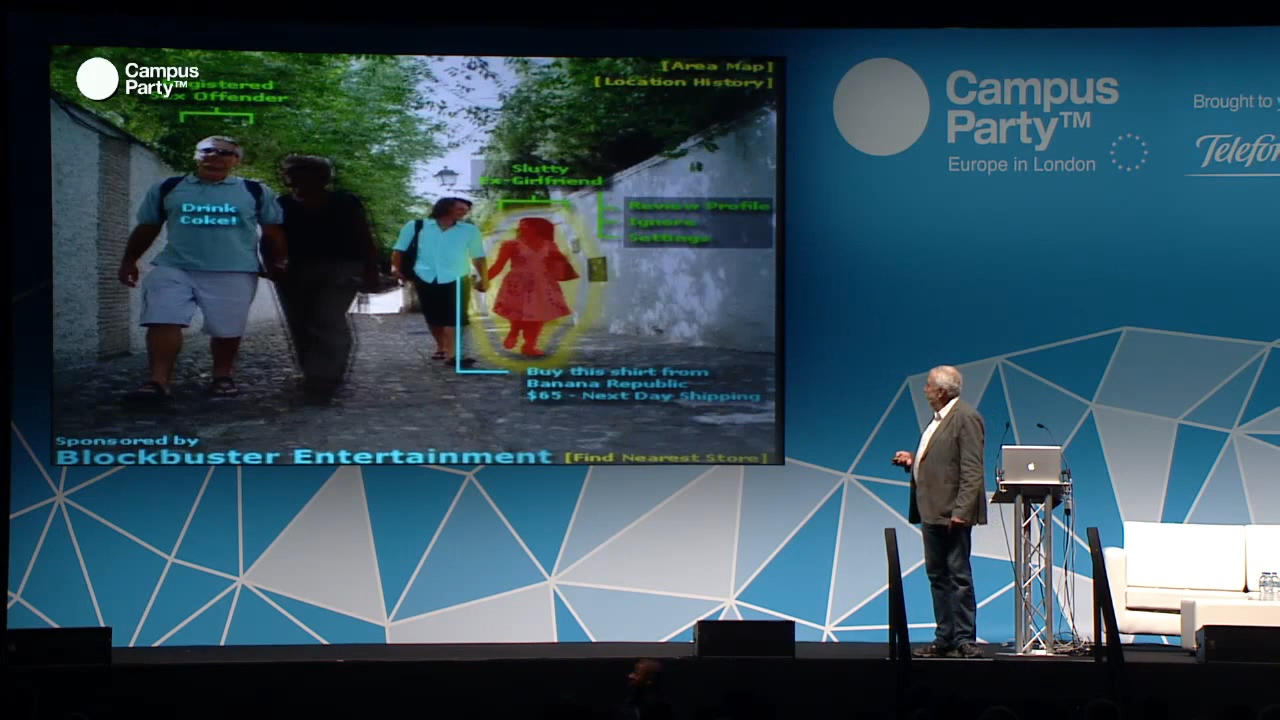 Campus
Party™
gistered
Offender
[Area Map]
[Location History]
Drink
Coke!
Slutty
Ex-Girlfriend
Review Profile
Ignore
Settings
Buy this shirt from
Banana Republic
$65 - Next Day Shipping
Sponsored by
Blockbuster Entertainment
[Find Nearest Store]
Campus
Party™
Europe in London
Brought to
Telefón